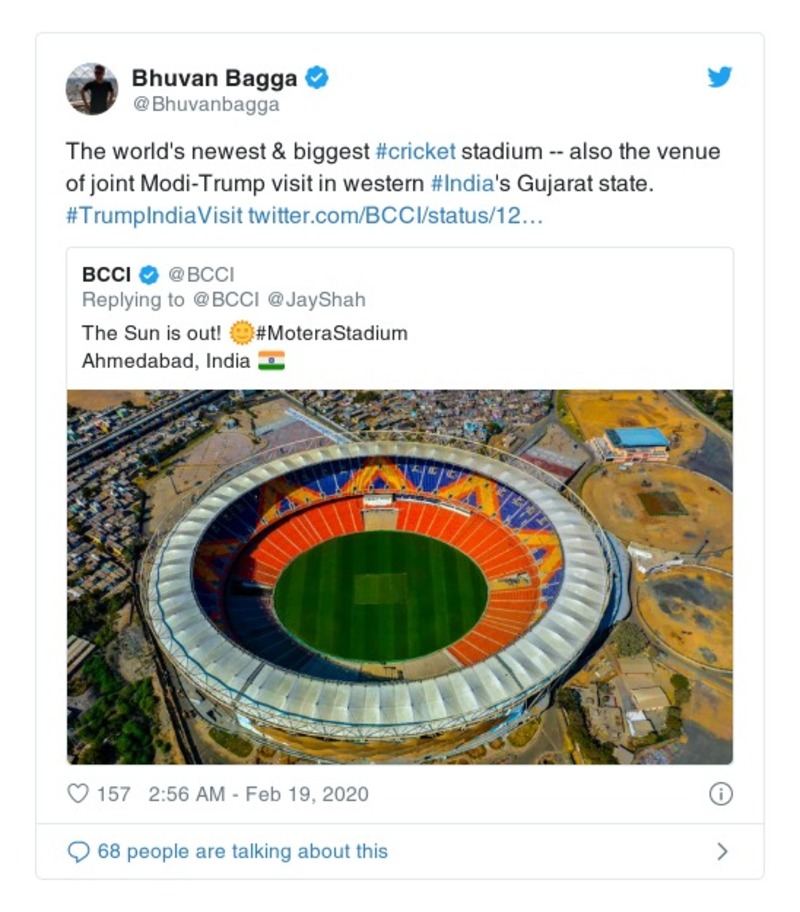 Bhuvan Bagga
@Bhuvanbagga
The world's newest & biggest #cricket stadium -- also the venue
of joint Modi-Trump visit in western #India's Gujarat state.
#TrumpIndiaVisit twitter.com/BCCI/status/12…
BCCI @BCCI
Replying to @BCCI @JayShah
The Sun is out! 🌞#MoteraStadium
Ahmedabad, India 🇮🇳
157 2:56 AM - Feb 19, 2020
68 people are talking about this